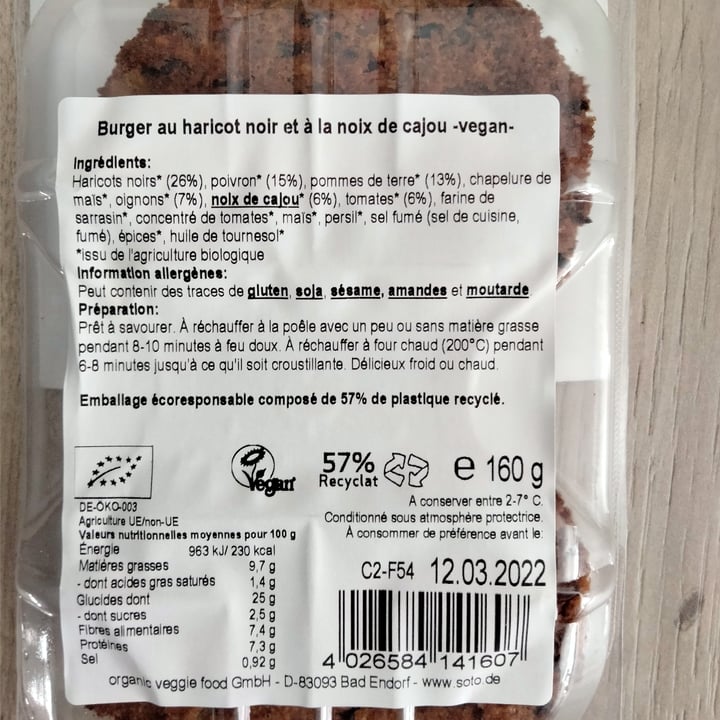 Burger au haricot noir et à la noix de cajou -vegan-
Ingrédients:
Haricots noirs* (26%), poivron* (15%), pommes de terre* (13%), chapelure de
maïs*, oignons* (7%), noix de cajou* (6%), tomates* (6%), farine de
sarrasin*, concentré de tomates*, maïs*, persil*, sel fumé (sel de cuisine,
fumé), épices*, huile de tournesol*
*issu de l'agriculture biologique
Information allergènes:
Peut contenir des traces de gluten, soja, sésame, amandes et moutarde.
Préparation:
Prêt à savourer. À réchauffer à la poêle avec un peu ou sans matière grasse
pendant 8-10 minutes à feu doux. À réchauffer à four chaud (200°C) pendant
6-8 minutes jusqu'à ce qu'il soit croustillante. Délicieux froid ou chaud.
Emballage écoresponsable composé de 57% de plastique recyclé.
Vegan
57%
Recyclat
e 160 g
DE-ÖKO-003
Agriculture UE/non-UE
A conserver entre 2-7° C.
Conditionné sous atmosphère protectrice.
A consommer de préférence avant le:
C2-F54 12.03.2022
Valeurs nutritionnelles moyennes pour 100 g
Énergie 963 kJ/ 230 kcal
Matières grasses 9,7 g
- dont acides gras saturés 1,4 g
Glucides dont 25 g
- dont sucres 2,5 g
Fibres alimentaires 7,4 g
Protéines 7,3 g
Sel 0,92 g
4 026584 141607
organic veggie food GmbH - D-83093 Bad Endorf - www.soto.de